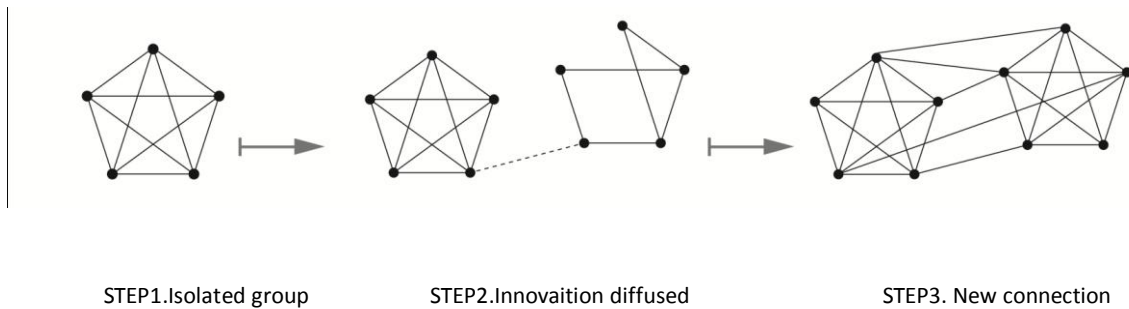 STEP1.Isolated group
STEP2.Innovaition diffused
STEP3. New connection